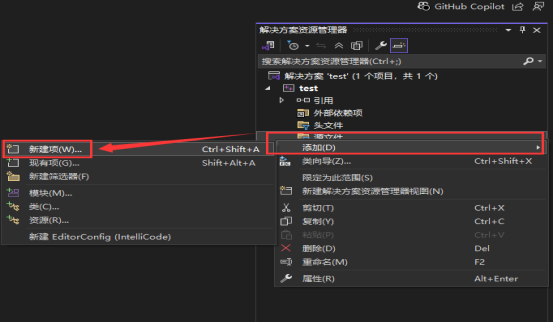 GitHub Copilot
解决方案资源管理器
搜索解决方案资源管理器(Ctrl+;)
解决方案 'test' (1 个项目，共 1 个)
test
引用
外部依赖项
头文件
源文件
添加(D)
类向导(Z)... Ctrl+Shift+X
限定为此范围(S)
新建解决方案资源管理器视图(N)
剪切(T) Ctrl+X
复制(Y) Ctrl+C
粘贴(P) Ctrl+V
删除(D) Del
重命名(M) F2
属性(R) Alt+Enter
新建项(W)... Ctrl+Shift+A
现有项(G)... Shift+Alt+A
新建筛选器(F)
模块(M)...
类(C)...
资源(R)...
新建 EditorConfig (IntelliCode)